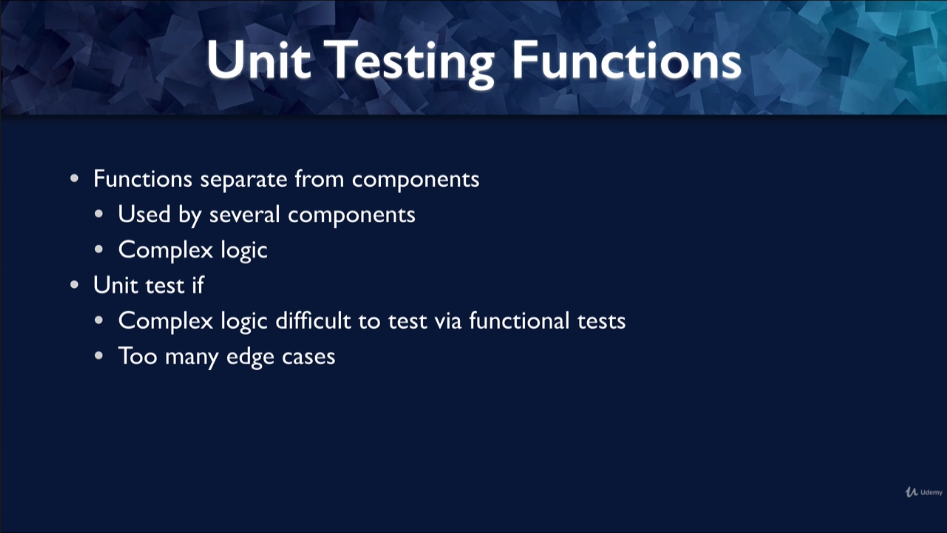 Unit Testing Functions
• Functions separate from components
• Used by several components
• Complex logic
• Unit test if
• Complex logic difficult to test via functional tests
• Too many edge cases
Udemy